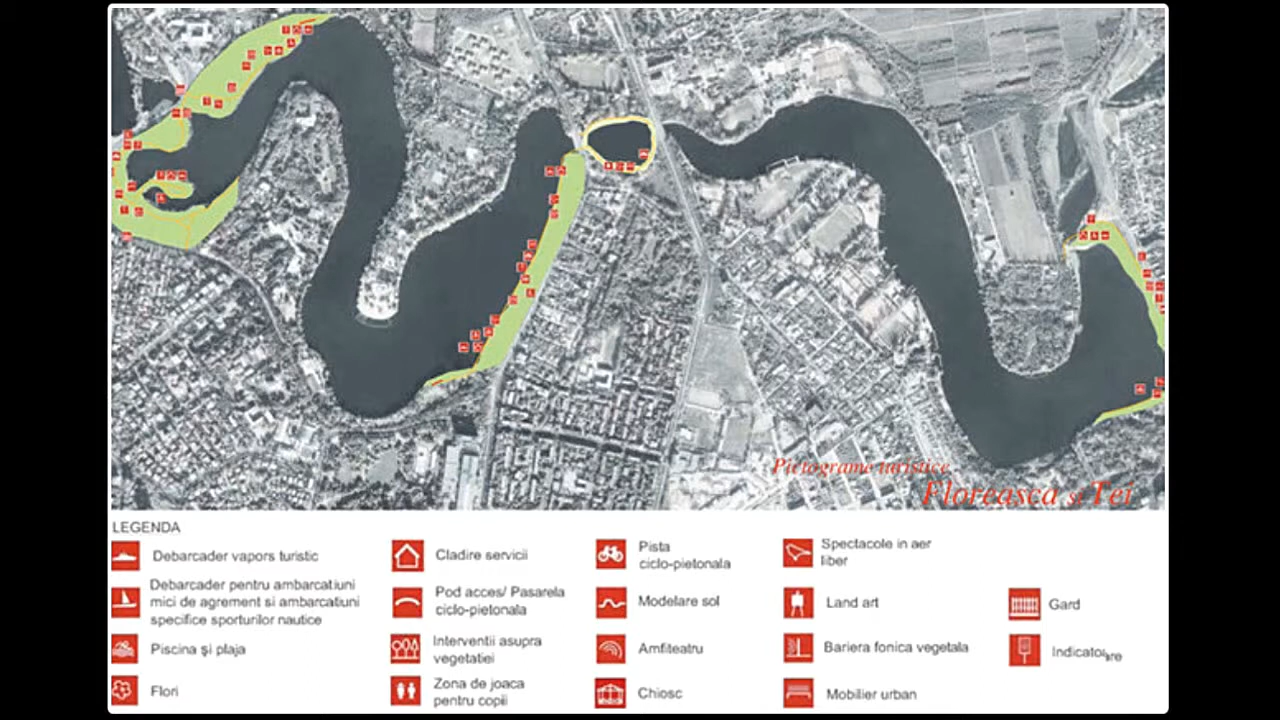 Pictograme turistice
Floreasca si Tei
LEGENDA
Debarcader vapors turistic
Debarcader pentru ambarcatiuni
mici de agrement si ambarcatiuni
specifice sporturilor nautice
Piscina şi plaja
Flori
Cladire servicii
Pod acces/ Pasarela
ciclo-pietonala
Interventii asupra
vegetatiei
Zona de joaca
pentru copii
Pista
ciclo-pietonala
Modelare sol
Amfiteatru
Chiosc
Spectacole in aer
liber
Land art
Bariera fonica vegetala
Mobilier urban
Gard
Indicatoare